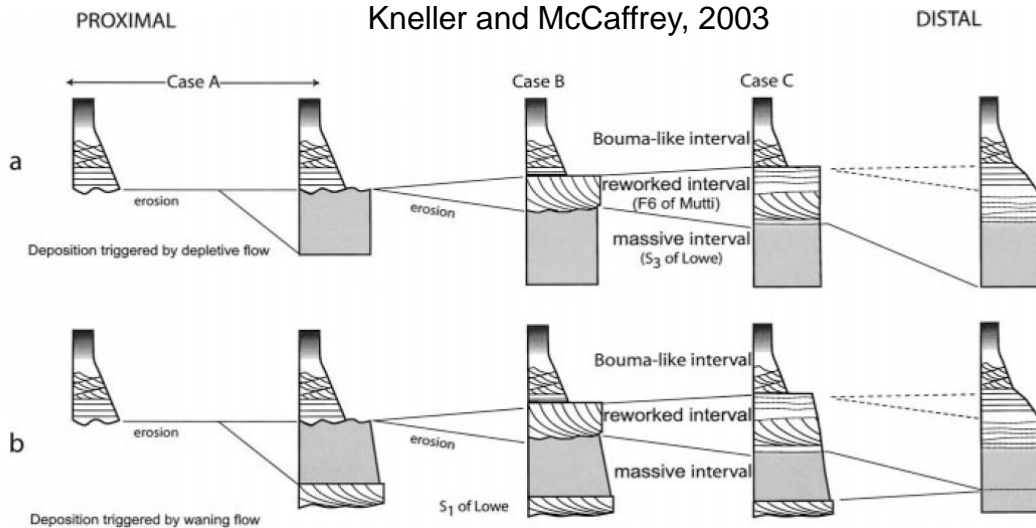 PROXIMAL
Kneller and McCaffrey, 2003
DISTAL
Case A
Case B
Case C
a
Bouma-like interval
erosion
reworked interval
(F6 of Mutti)
erosion
massive interval
(S3 of Lowe)
Deposition triggered by depletive flow
b
Bouma-like interval
erosion
reworked interval
erosion
massive interval
S1 of Lowe
Deposition triggered by waning flow